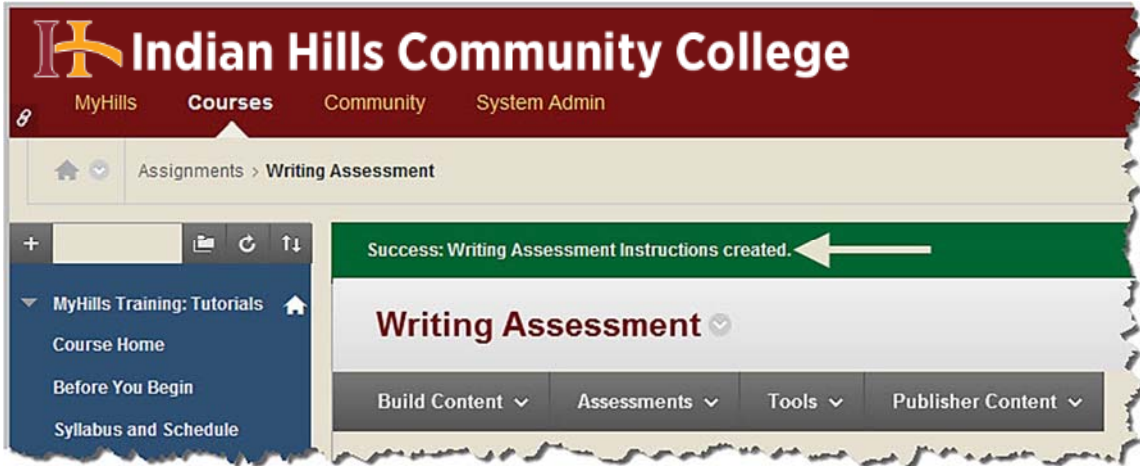 Indian Hills Community College
MyHills Courses Community System Admin
Assignments > Writing Assessment
Success: Writing Assessment Instructions created.
MyHills Training: Tutorials
Course Home
Before You Begin
Syllabus and Schedule
Writing Assessment
Build Content Assessments Tools Publisher Content